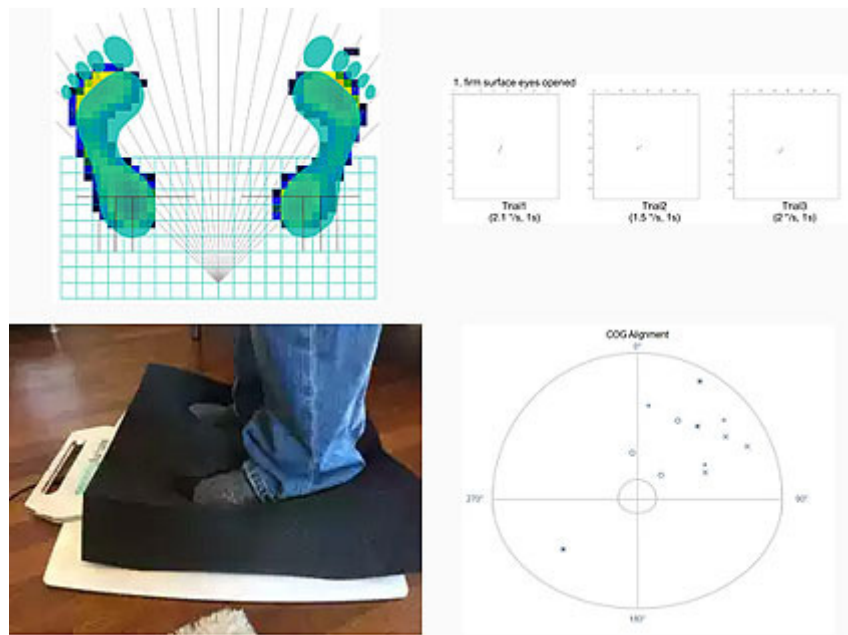 1. firm surface eyes opened
Trial1
(2.1 °/s, 1s)
Trial2
(1.5 °/s, 1s)
Trial3
(2 °/s, 1s)
COG Alignment
0°
270°
90°
180°